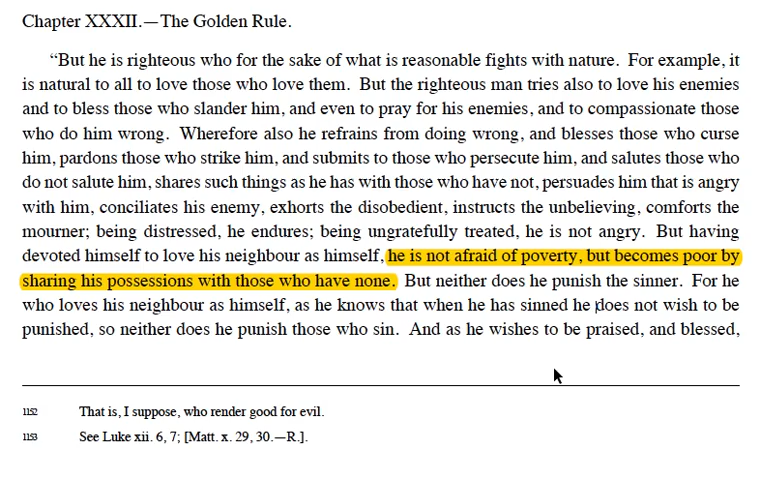 Chapter XXXII.—The Golden Rule.
“But he is righteous who for the sake of what is reasonable fights with nature. For example, it
is natural to all to love those who love them. But the righteous man tries also to love his enemies
and to bless those who slander him, and even to pray for his enemies, and to compassionate those
who do him wrong. Wherefore also he refrains from doing wrong, and blesses those who curse
him, pardons those who strike him, and submits to those who persecute him, and salutes those who
do not salute him, shares such things as he has with those who have not, persuades him that is angry
with him, conciliates his enemy, exhorts the disobedient, instructs the unbelieving, comforts the
mourner; being distressed, he endures; being ungratefully treated, he is not angry. But having
devoted himself to love his neighbour as himself, he is not afraid of poverty, but becomes poor by
sharing his possessions with those who have none. But neither does he punish the sinner. For he
who loves his neighbour as himself, as he knows that when he has sinned he does not wish to be
punished, so neither does he punish those who sin. And as he wishes to be praised, and blessed,
1152 That is, I suppose, who render good for evil.
1153 See Luke xii. 6, 7; [Matt. x. 29, 30.—R.].